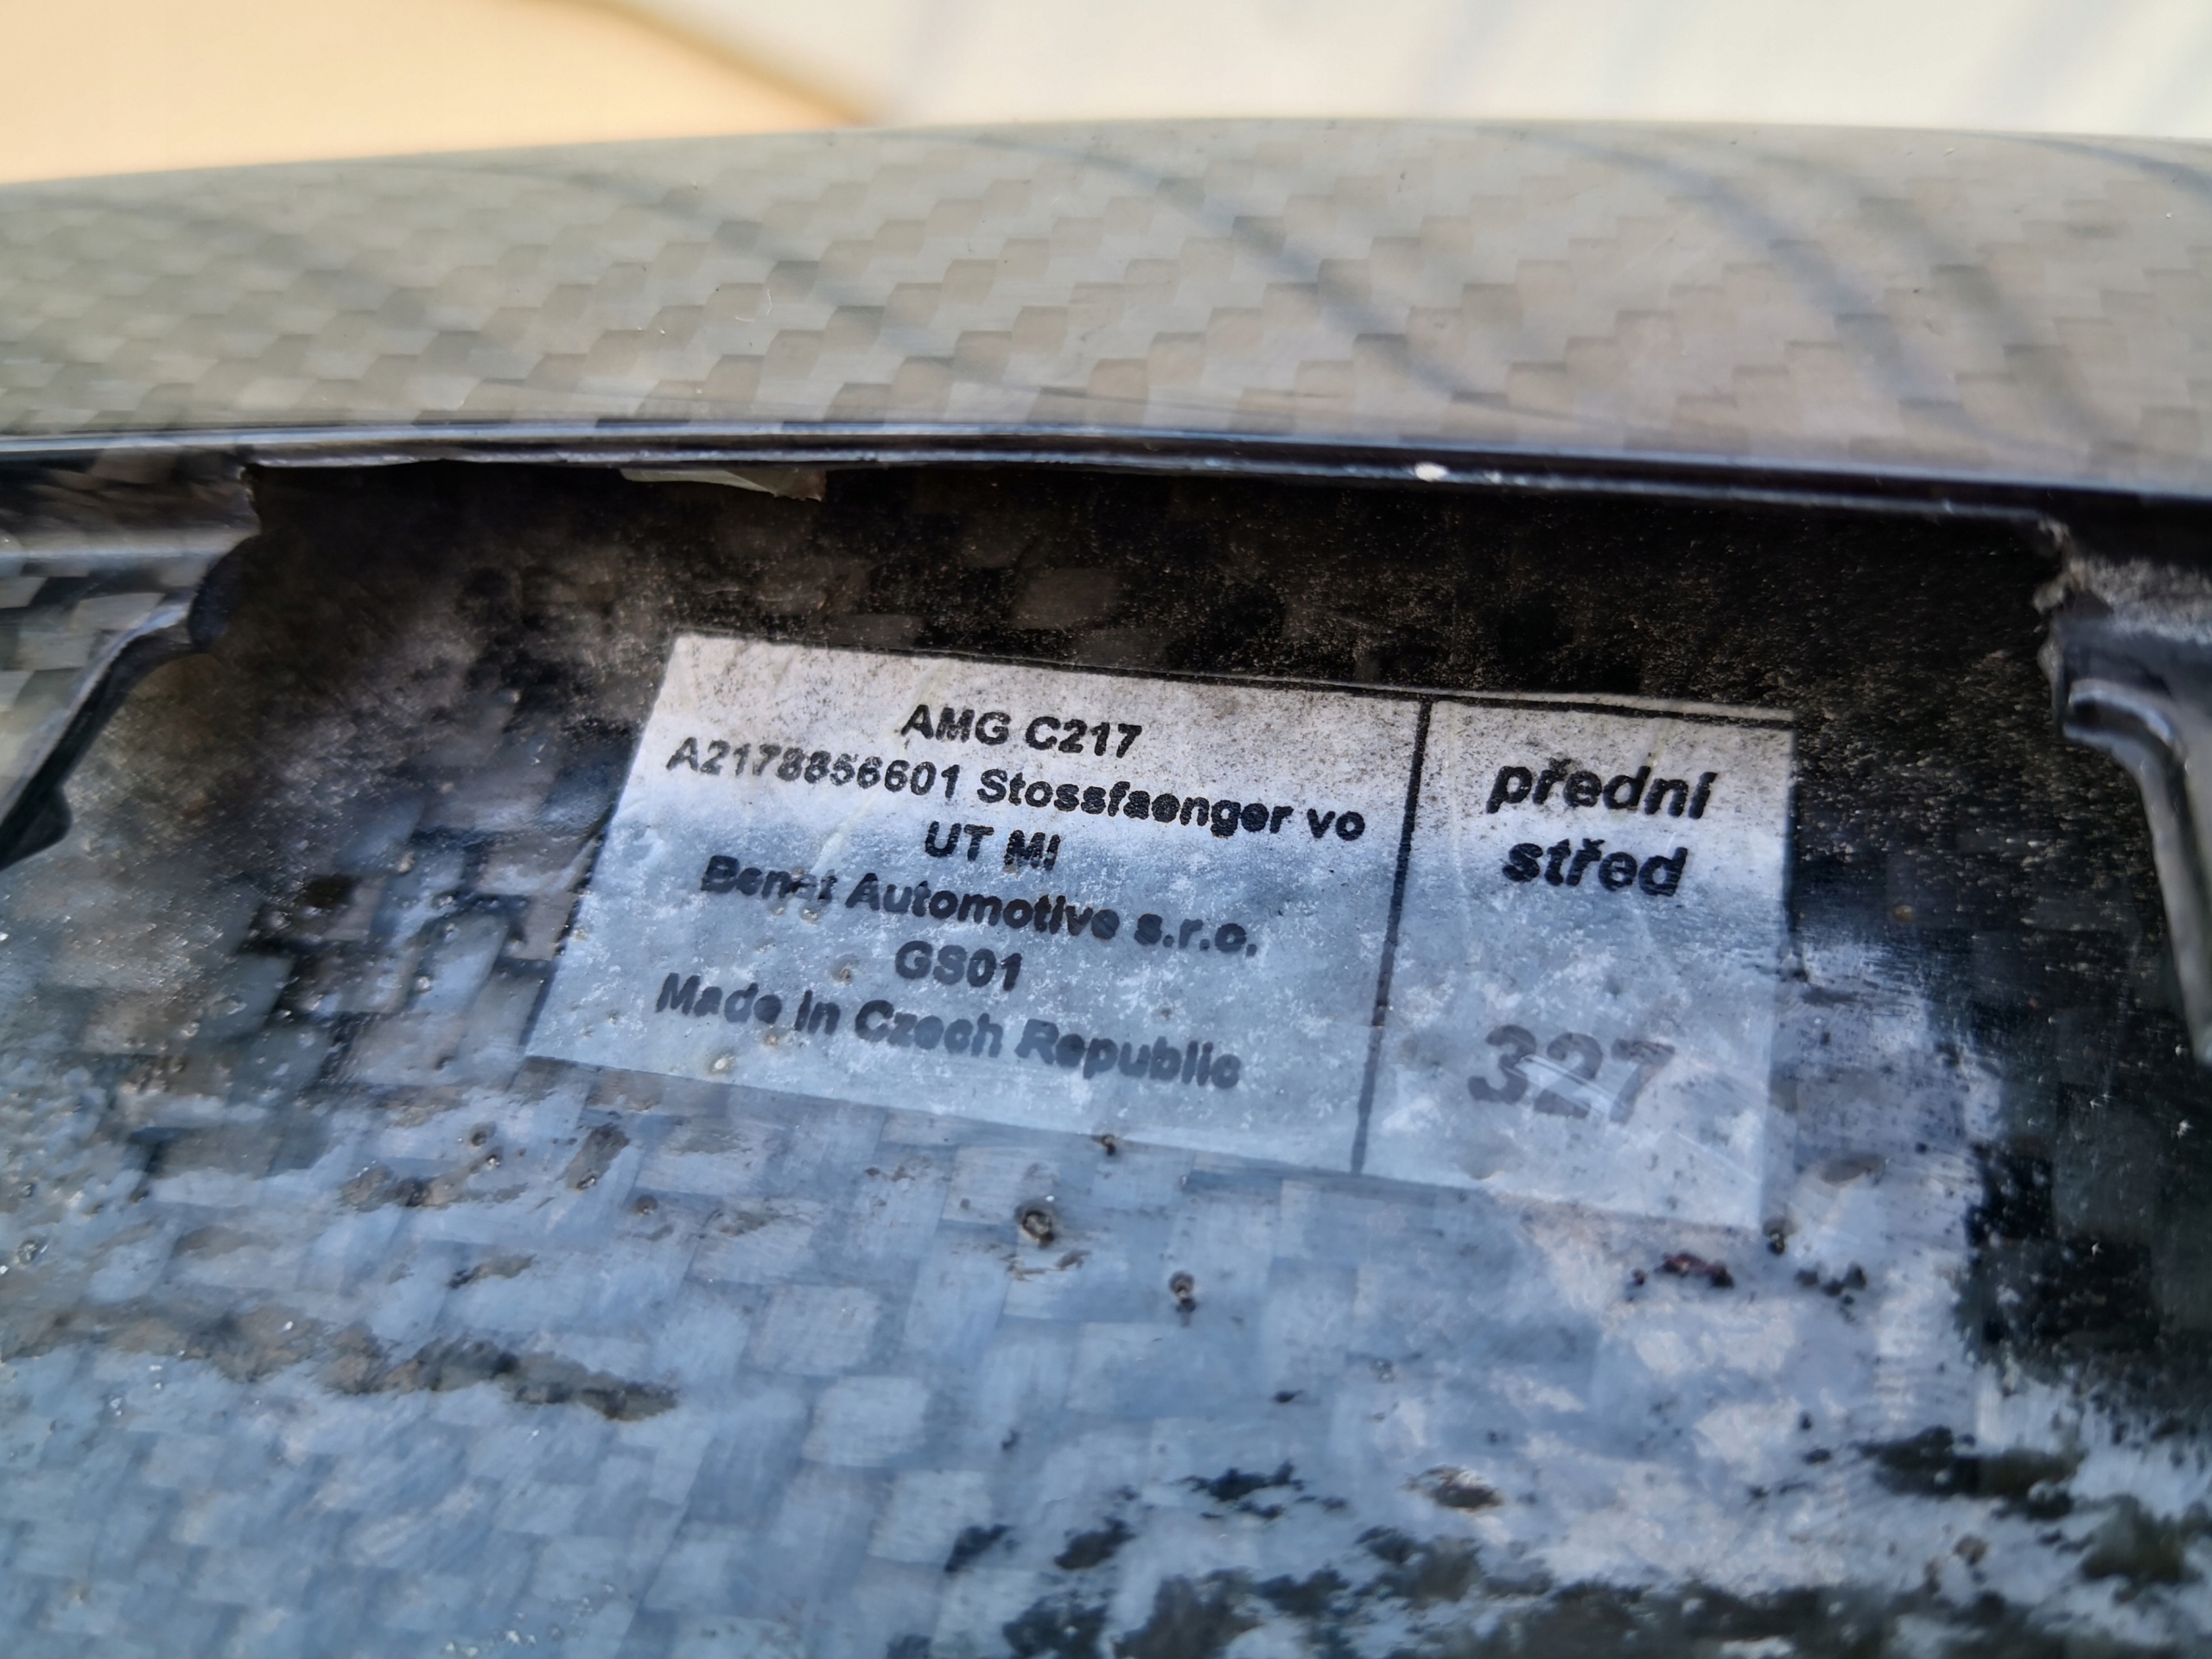 AMG C217
A2178856601 Stossfaenger vo
UT MI
Automotive s.r.o.
GS01
Made in Czech Republic
přední
střed
327